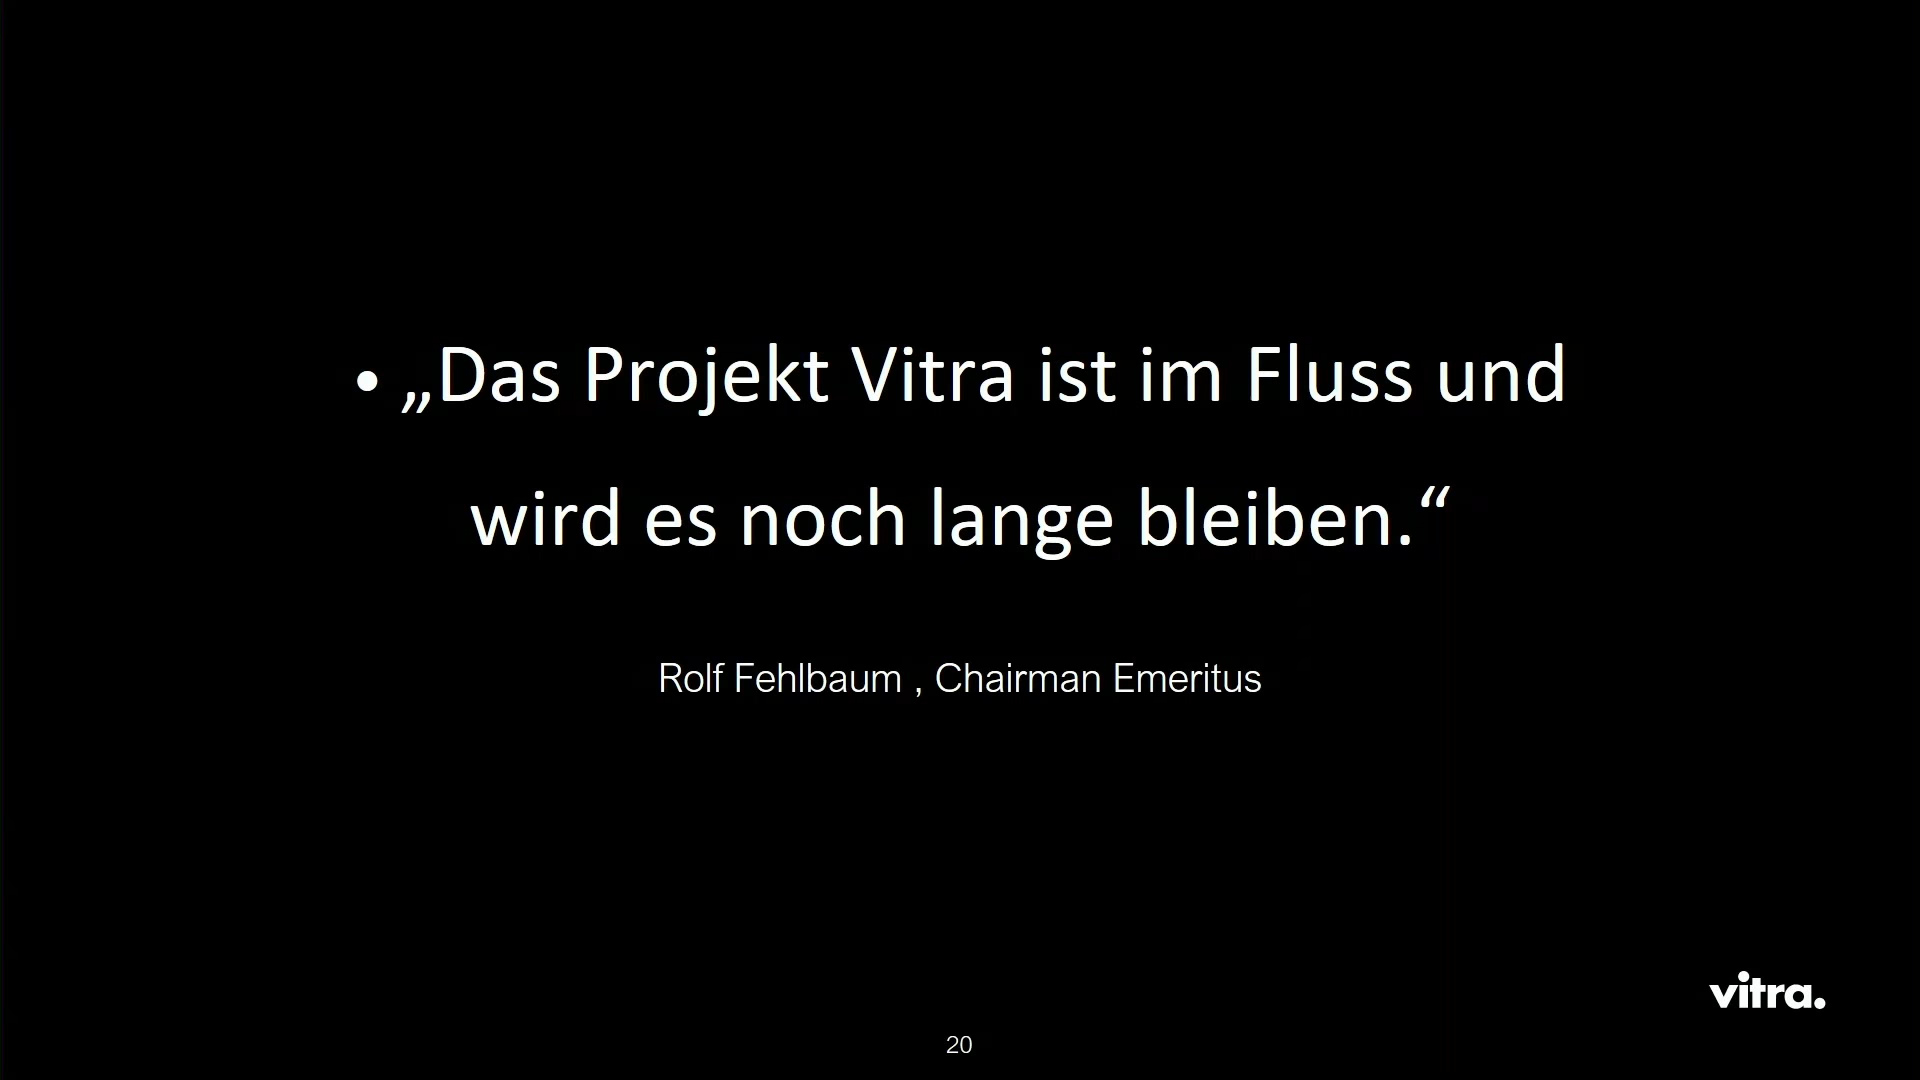 • „Das Projekt Vitra ist im Fluss und
wird es noch lange bleiben.“
Rolf Fehlbaum , Chairman Emeritus
vitra.
20